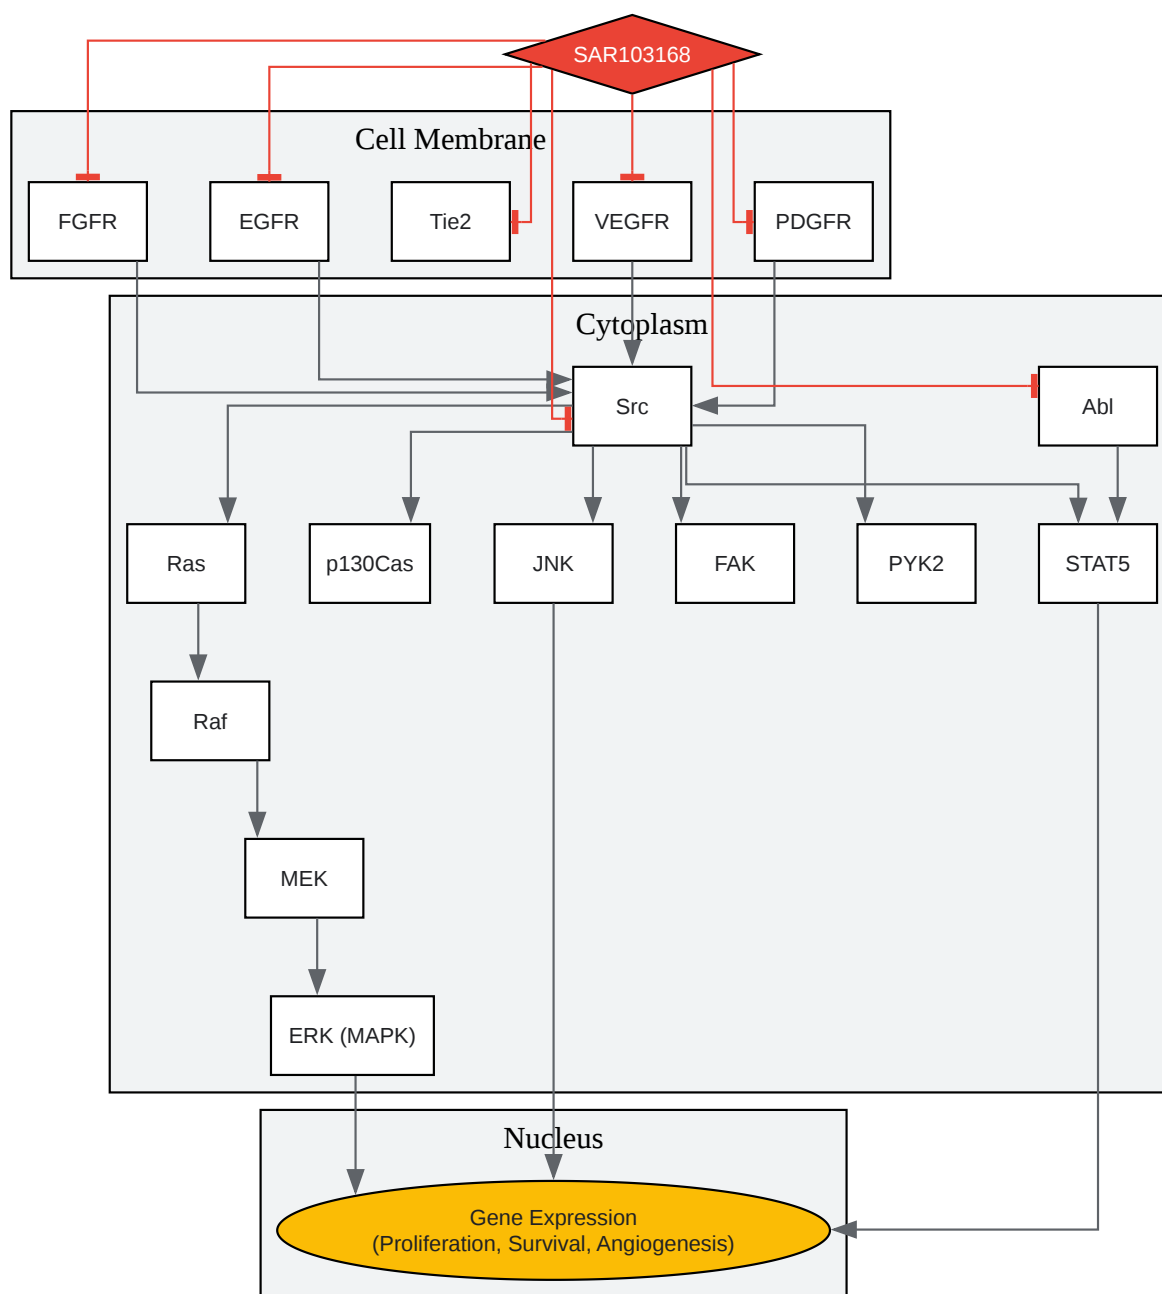 SAR103168
Cell Membrane
FGFR
EGFR
Tie2
VEGFR
PDGFR
Cytoplasm
Src
Abl
Ras
p130Cas
JNK
FAK
PYK2
STAT5
Raf
MEK
ERK (MAPK)
Nucleus
Gene Expression
(Proliferation, Survival, Angiogenesis)